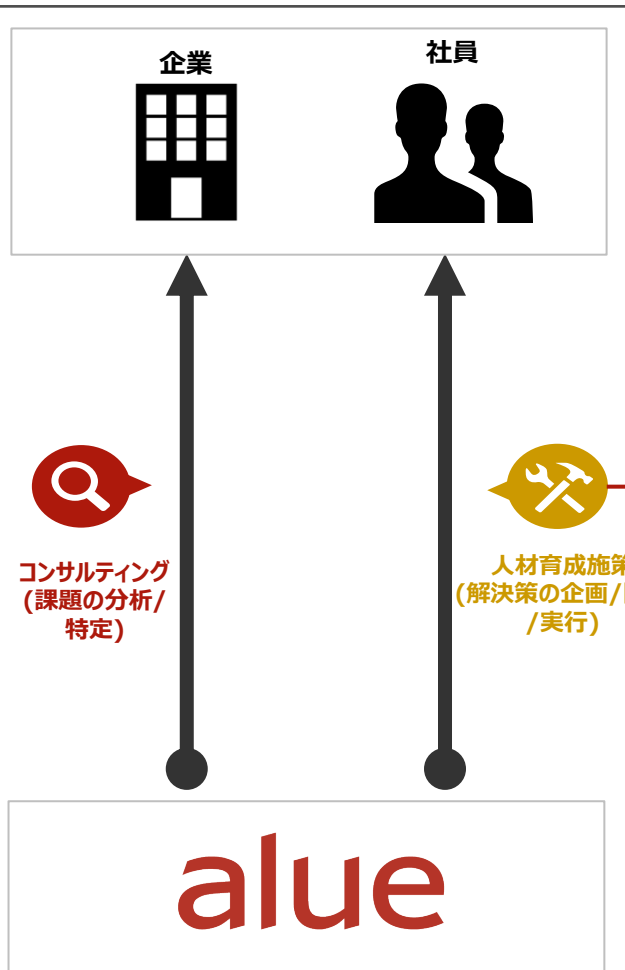 企業
社員
コンサルティング
(課題の分析/
特定)
人材育成施策
(解決策の企画/
/実行)
alue